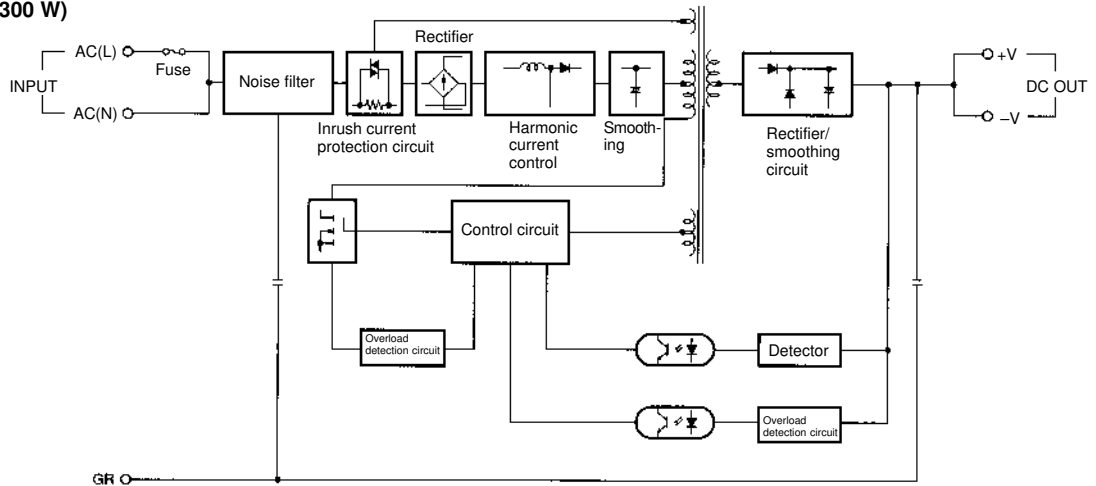 300 W)
Rectifier
AC(L)
Fuse
INPUT
AC(N)
Noise filter
Inrush current
protection circuit
Harmonic
current
control
Smooth-
ing
Rectifier/
smoothing
circuit
+V
DC OUT
–V
Control circuit
Overload
detection circuit
Detector
Overload
detection circuit
GR